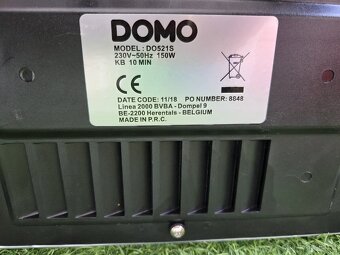 DOMO
MODEL: DO521S
230V~50Hz 150W
KB 10 MIN
CE
DATE CODE: 11/18 PO NUMBER: 8848
Linea 2000 BVBA - Dompel 9
BE-2200 Herentals - BELGIUM
MADE IN P.R.C.